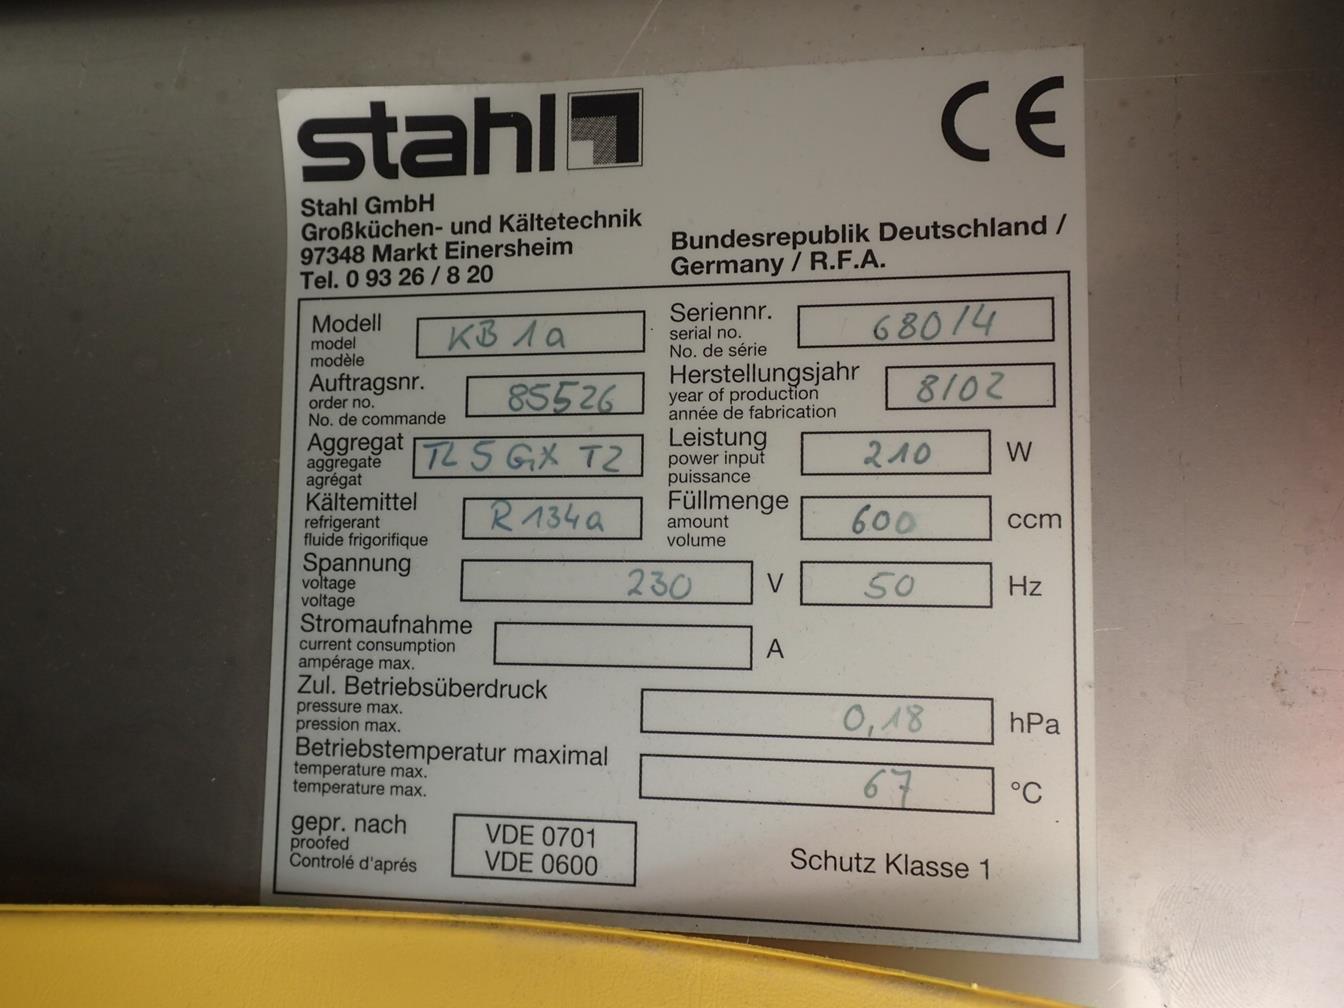 stahl
CE
Stahl GmbH
Großküchen- und Kältetechnik
97348 Markt Einersheim
Tel. 0 93 26 / 8 20
Bundesrepublik Deutschland /
Germany / R.F.A.
Modell
model
modèle
KB 1a
Seriennr.
serial no.
No. de série
680/4
Auftragsnr.
order no.
No. de commande
85526
Herstellungsjahr
year of production
année de fabrication
8/02
Aggregat
aggregate
agrégat
TL 5 GX T2
Leistung
power input
puissance
210 W
Kältemittel
refrigerant
fluide frigorifique
R 134a
Füllmenge
amount
volume
600 ccm
Spannung
voltage
voltage
230 V 50 Hz
Stromaufnahme
current consumption
ampérage max.
A
Zul. Betriebsüberdruck
pressure max.
pression max.
0,18 hPa
Betriebstemperatur maximal
temperature max.
temperature max.
67 °C
gepr. nach
proofed
Controlé d'aprés
VDE 0701
VDE 0600
Schutz Klasse 1